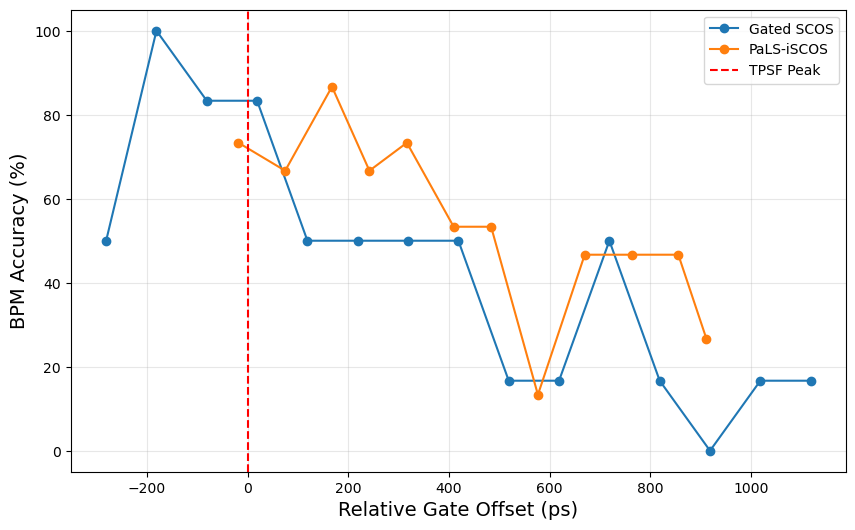 Gated SCOS
PaLS-iSCOS
TPSF Peak
BPM Accuracy (%)
100
80
60
40
20
0
−200
0
200
400
600
800
1000
Relative Gate Offset (ps)